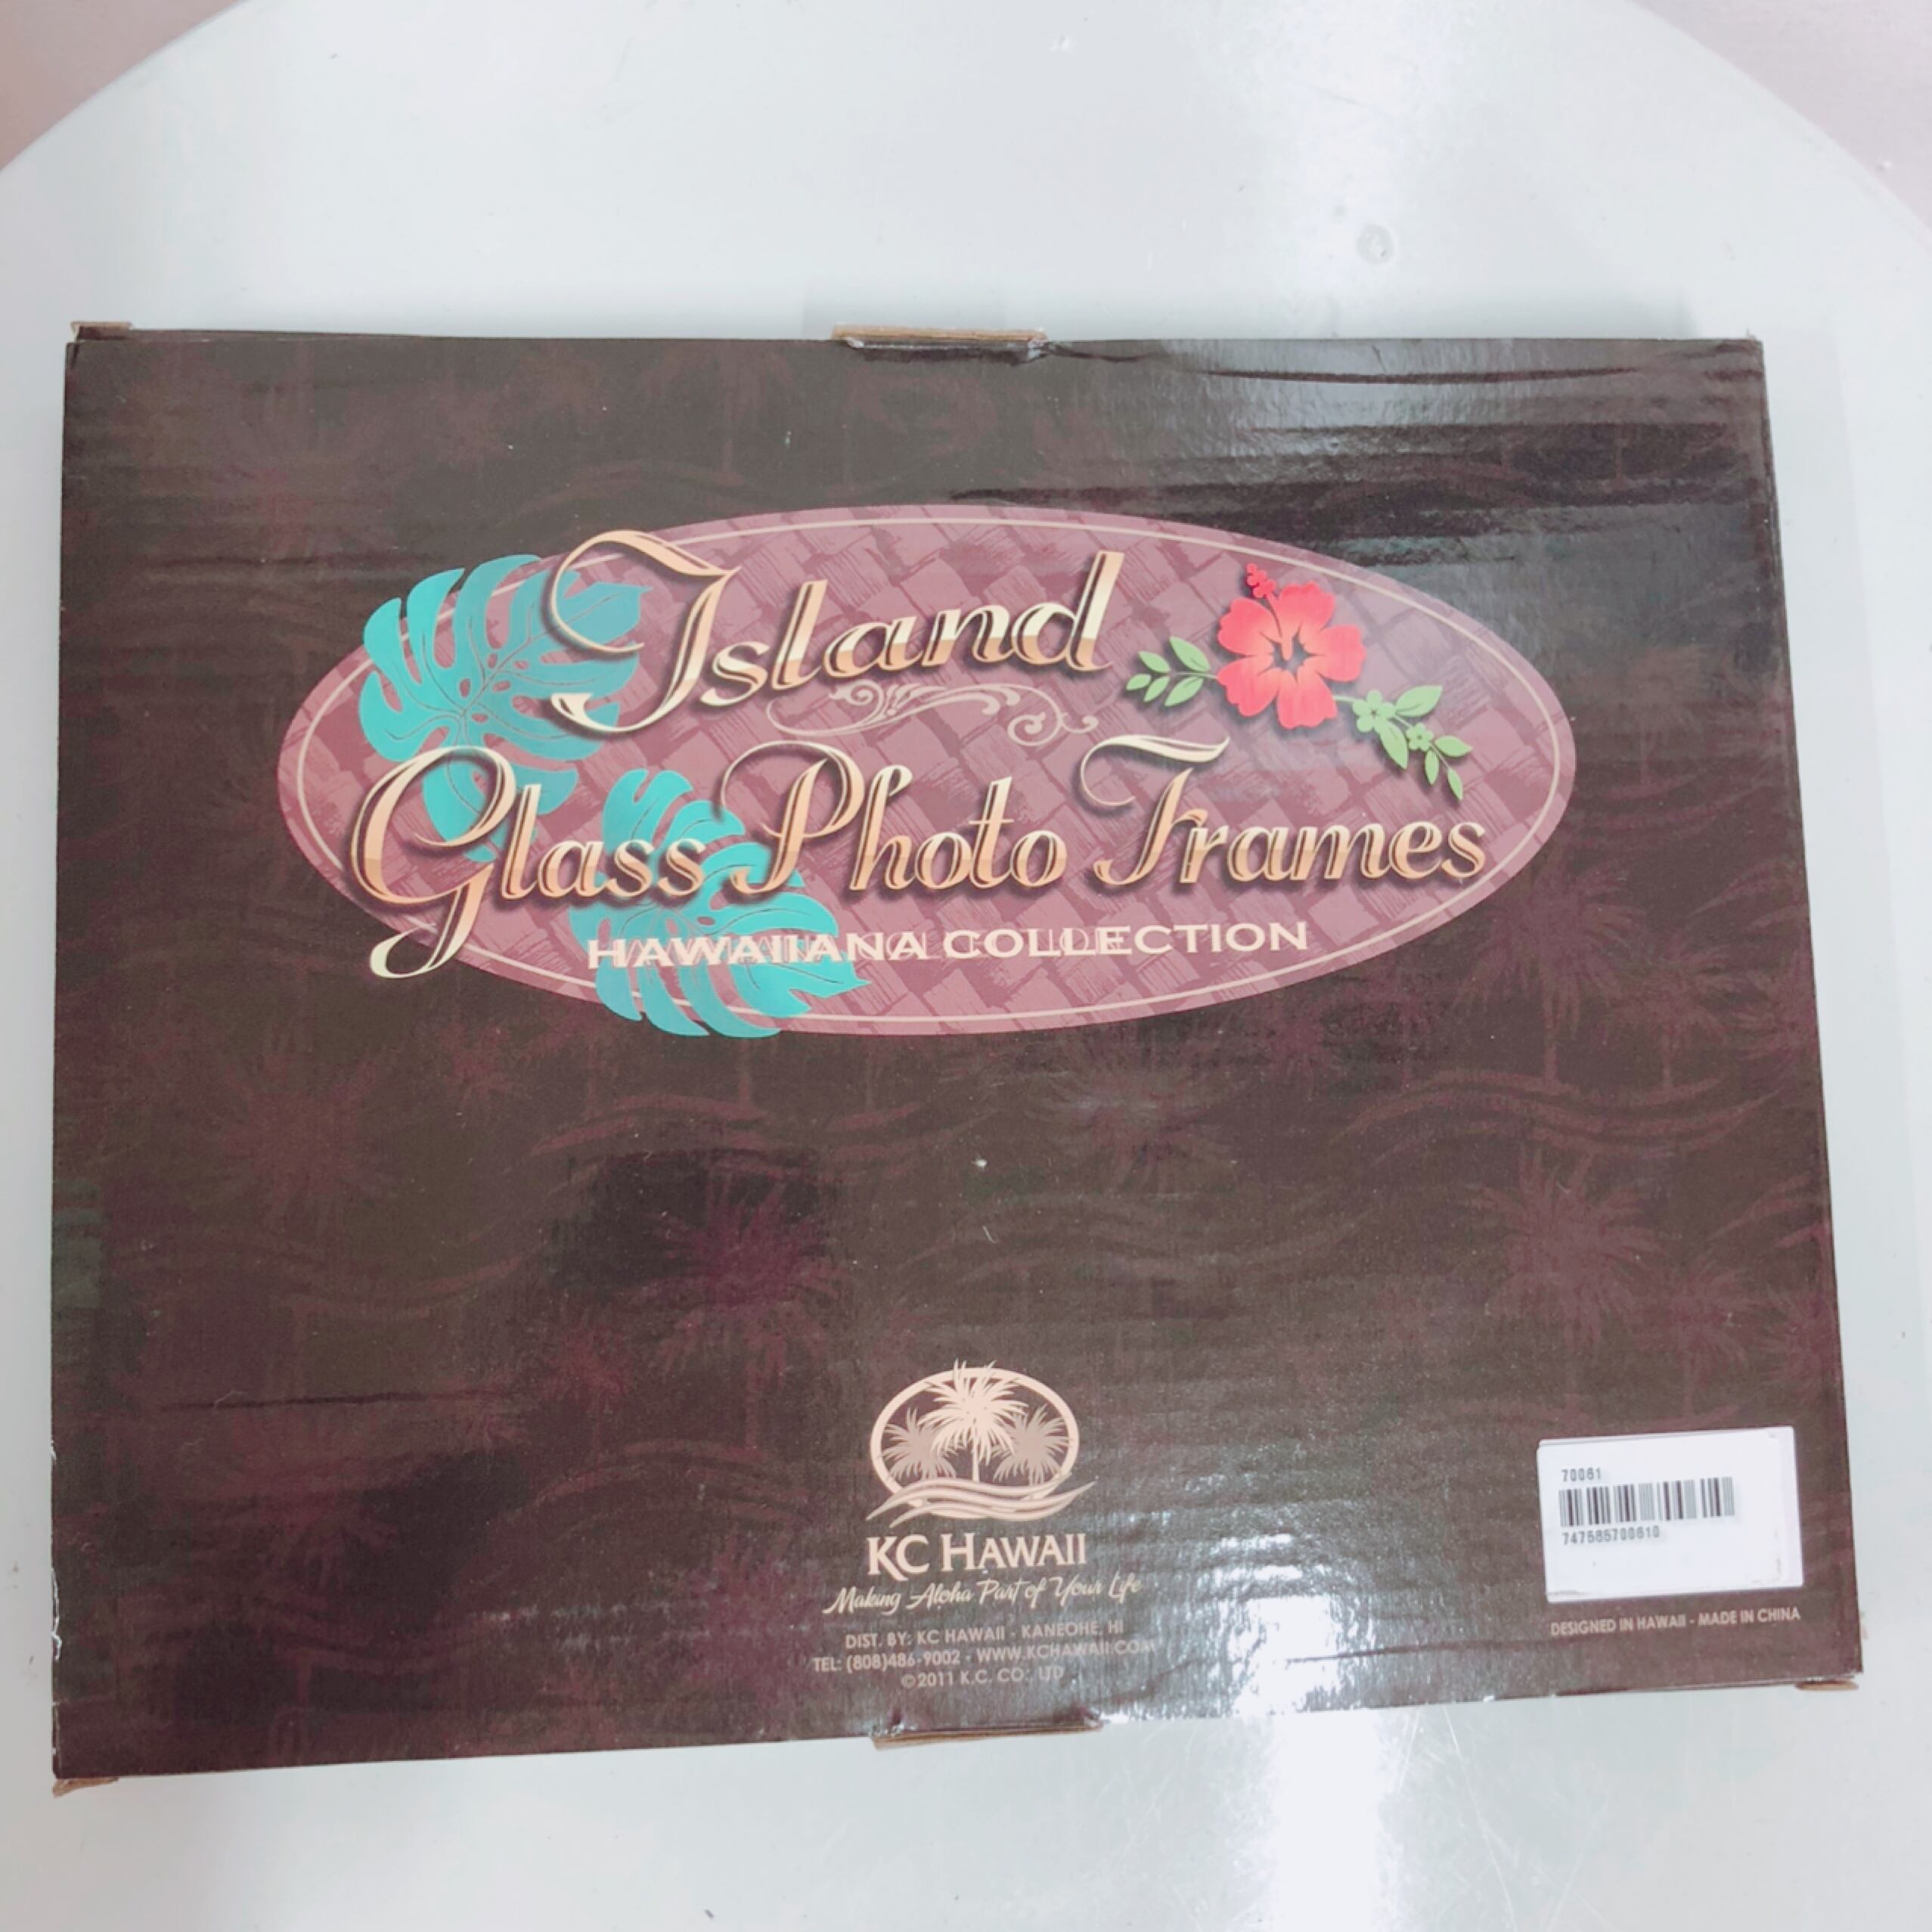 Island
Glass Photo Frames
HAWAIIANA COLLECTION
KC HAWAII
Making Aloha Part of Your Life
DIST. BY: KC HAWAII - KANEOHE, HI
TEL: (808)486-9002 - WWW.KCHAWAII.COM
©2011 K.C. CO. LTD.
70061
747585700610
DESIGNED IN HAWAII - MADE IN CHINA